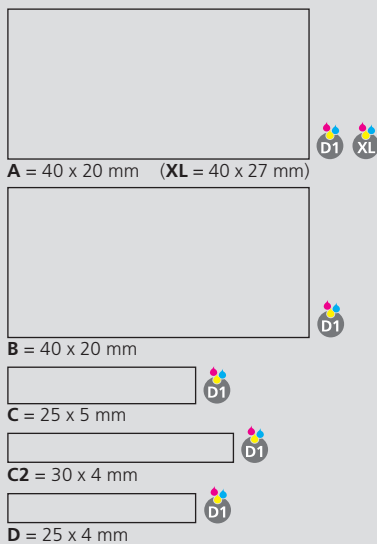 D1 XL
A = 40 x 20 mm (XL = 40 x 27 mm)
D1
B = 40 x 20 mm
D1
C = 25 x 5 mm
D1
C2 = 30 x 4 mm
D1
D = 25 x 4 mm